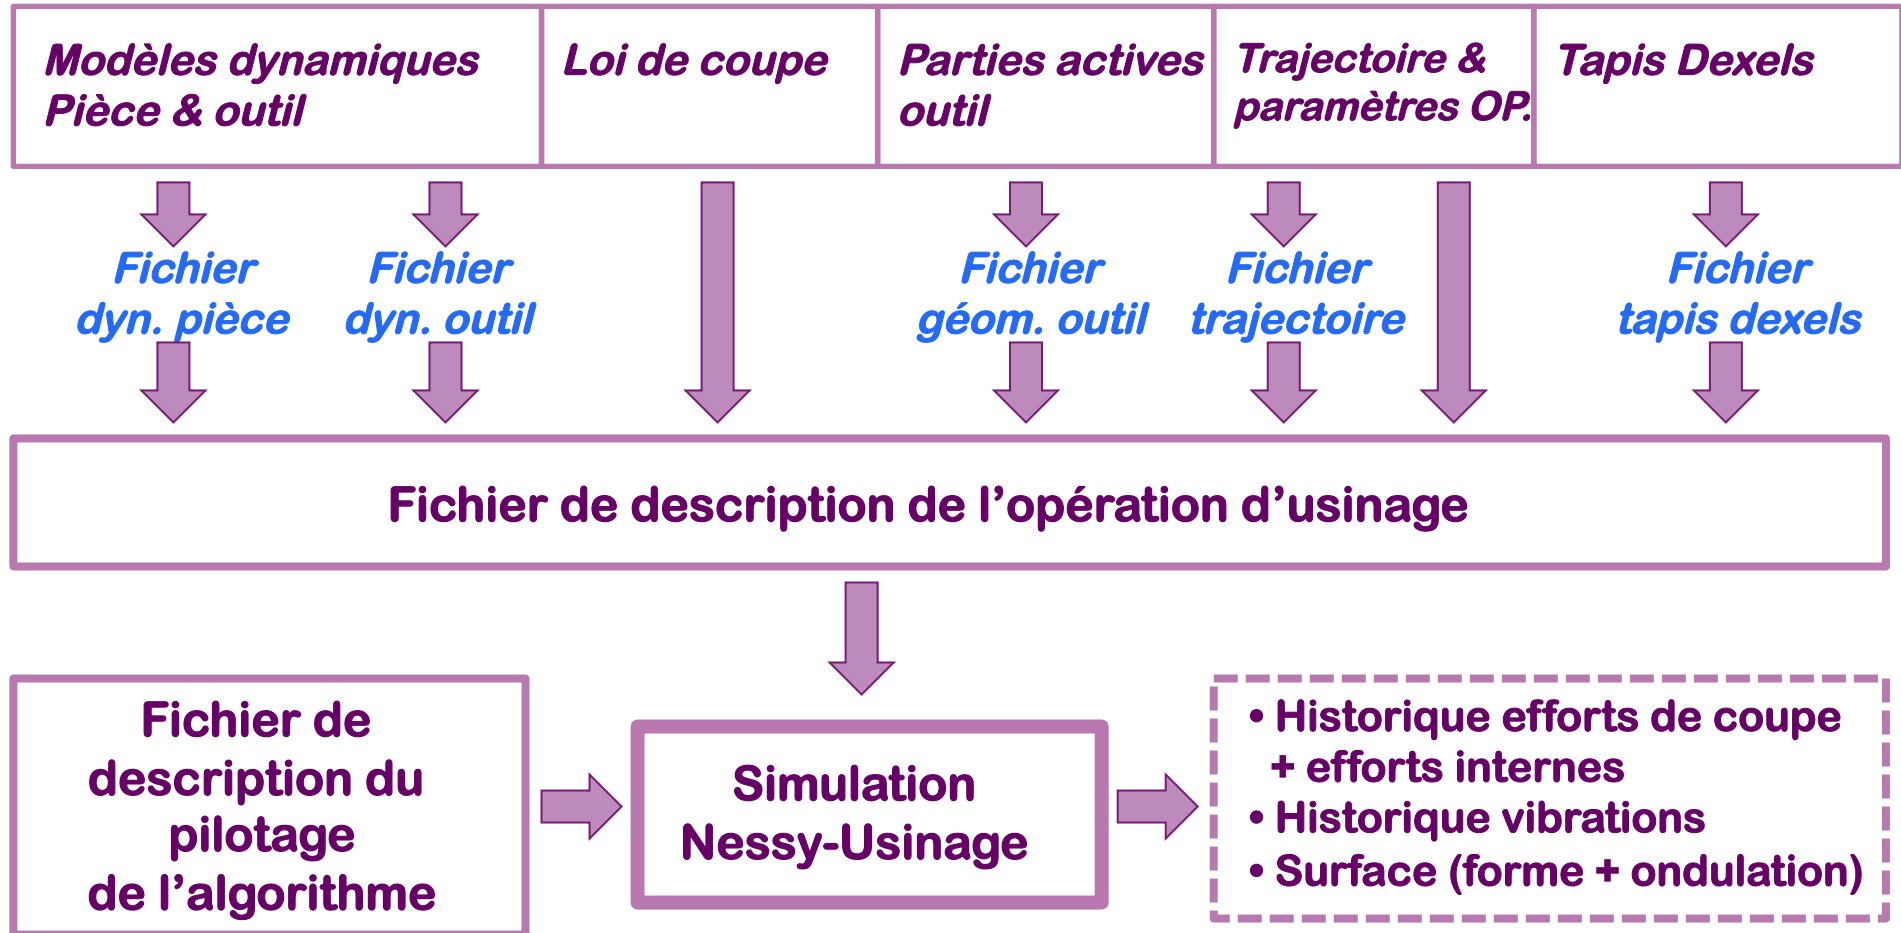 Modèles dynamiques
Pièce & outil
Loi de coupe
Parties actives
outil
Trajectoire &
paramètres OP.
Tapis Dexels
Fichier
dyn. pièce
Fichier
dyn. outil
Fichier
géom. outil
Fichier
trajectoire
Fichier
tapis dexels
Fichier de description de l’opération d’usinage
Fichier de
description du
pilotage
de l’algorithme
Simulation
Nessy-Usinage
• Historique efforts de coupe
+ efforts internes
• Historique vibrations
• Surface (forme + ondulation)